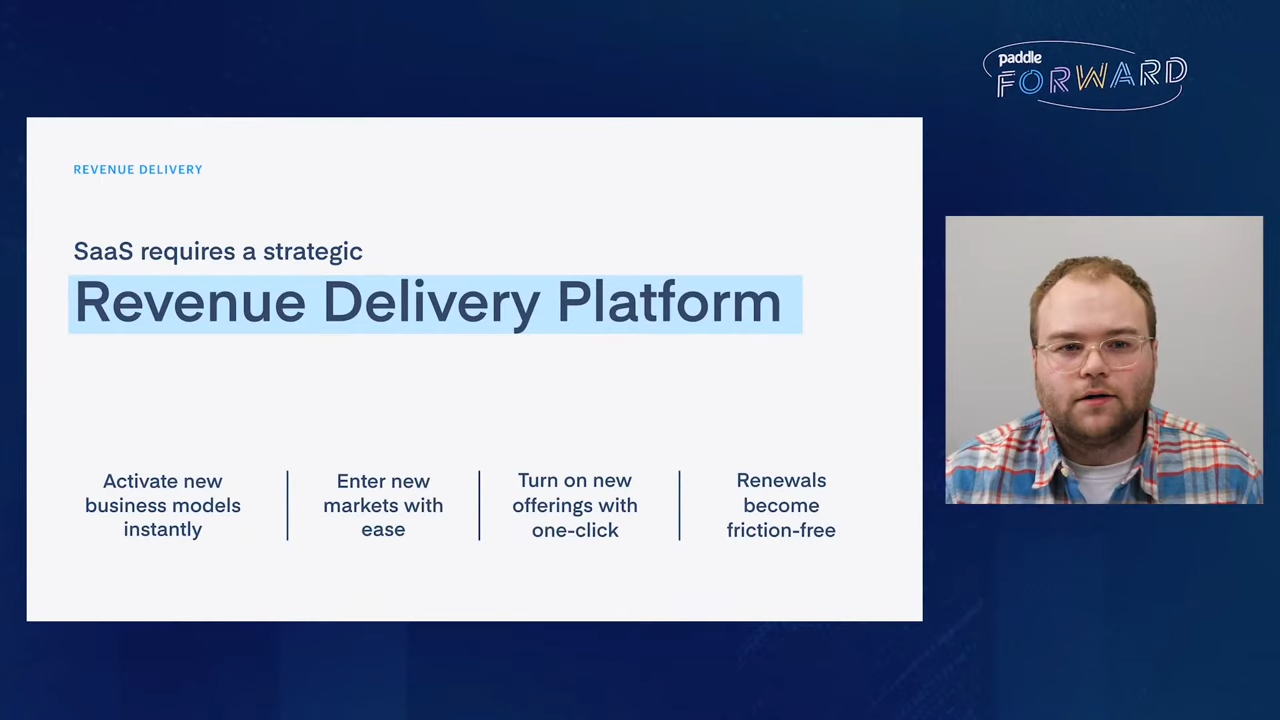 paddle
FORWARD
REVENUE DELIVERY
SaaS requires a strategic
Revenue Delivery Platform
Activate new
business models
instantly
Enter new
markets with
ease
Turn on new
offerings with
one-click
Renewals
become
friction-free